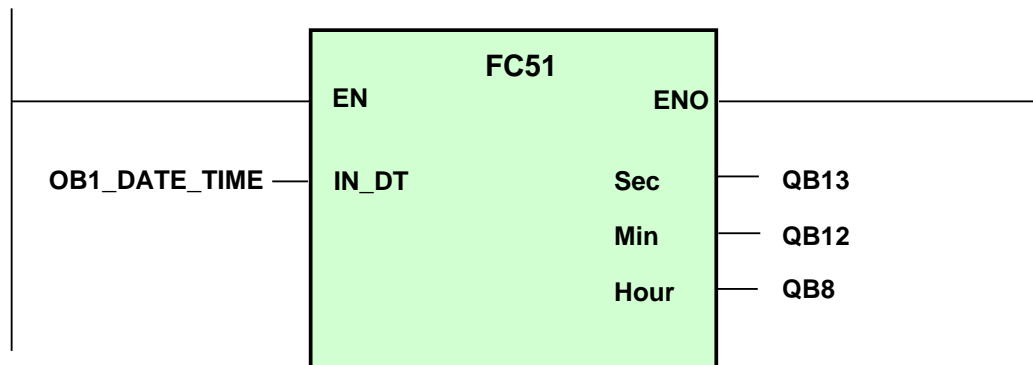 FC51
EN ENO
OB1_DATE_TIME IN_DT Sec QB13
Min QB12
Hour QB8